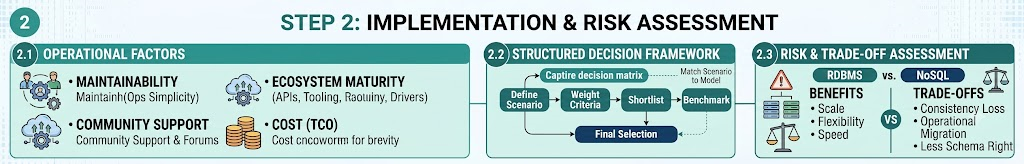 2
STEP 2: IMPLEMENTATION & RISK ASSESSMENT
2.1 OPERATIONAL FACTORS
• MAINTAINABILITY
Maintainh(Ops Simplicity)
• ECOSYSTEM MATURITY
(APIs, Tooling, Raouiny, Drivers)
• COMMUNITY SUPPORT
Community Support & Forums
• COST (TCO)
Cost cncoworm for brevity
2.2 STRUCTURED DECISION FRAMEWORK
Captire decision matrix
Match Scenario
to Model
Define
Scenario
Weight
Criteria
Shortlist
Benchmark
Final Selection
2.3 RISK & TRADE-OFF ASSESSMENT
RDBMS vs. NoSQL
BENEFITS
• Scale
• Flexibility
• Speed
VS
TRADE-OFFS
• Consistency Loss
• Operational
Migration
• Less Schema Right